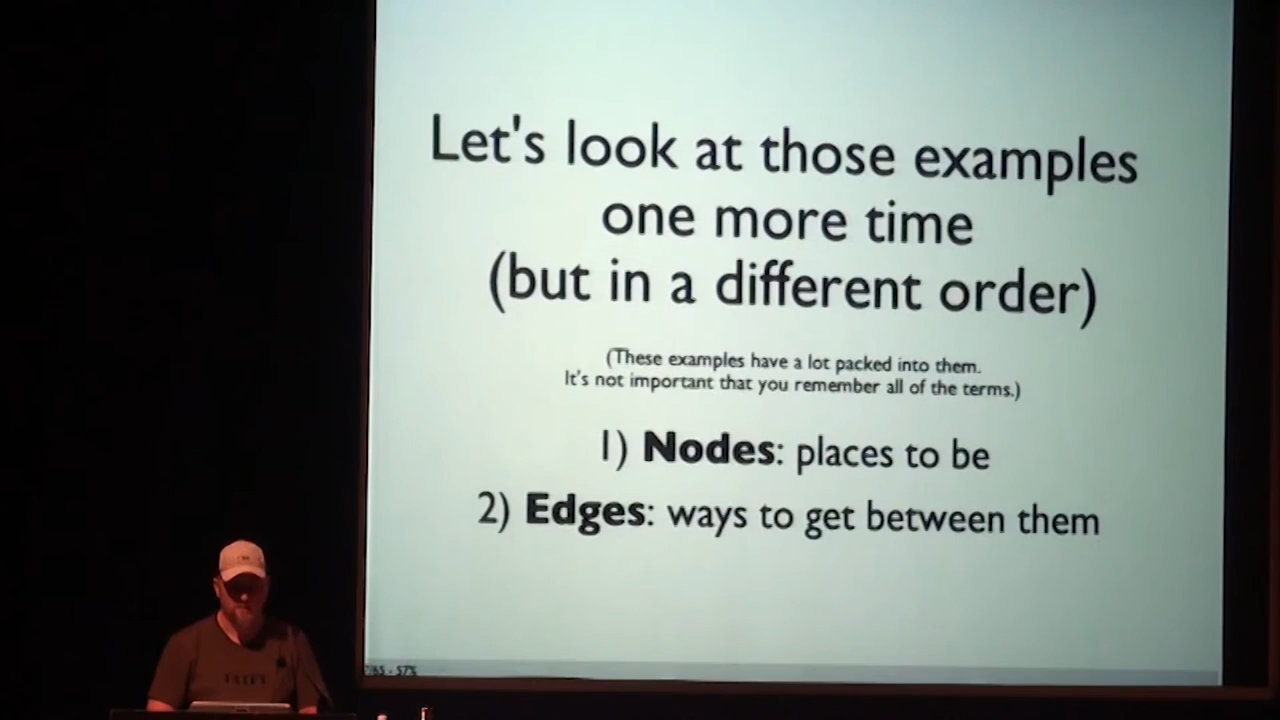 Let's look at those examples
one more time
(but in a different order)
(These examples have a lot packed into them.
It's not important that you remember all of the terms.)
1) Nodes: places to be
2) Edges: ways to get between them
57%